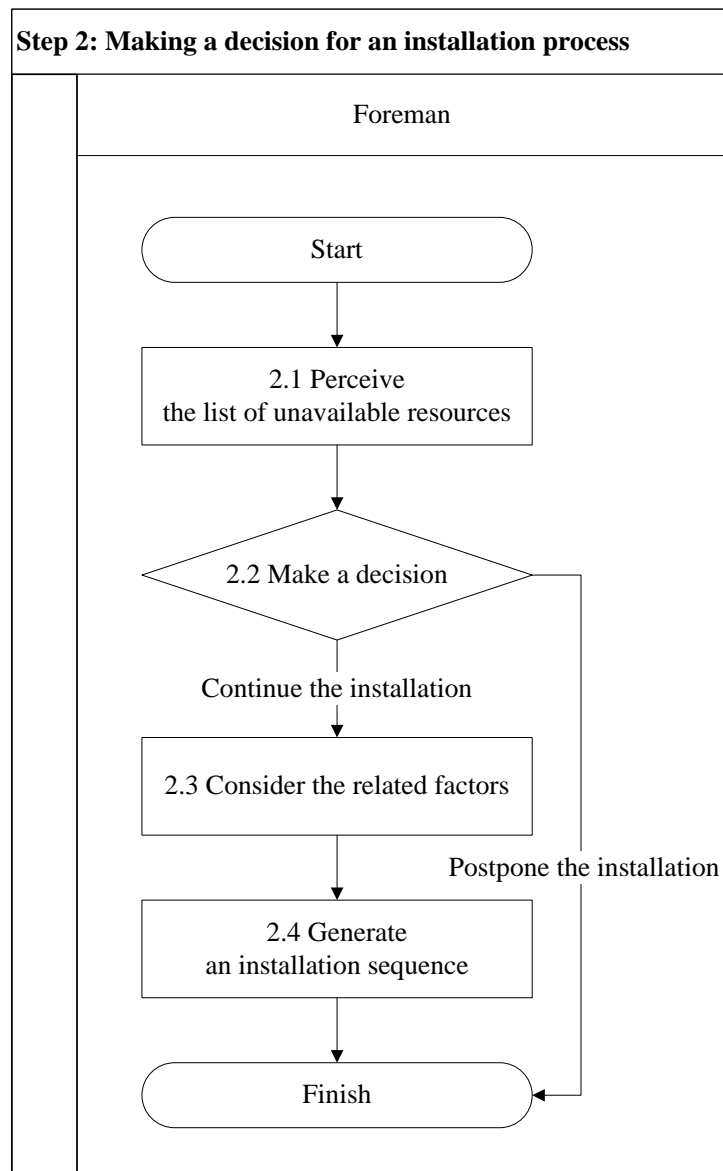 Step 2: Making a decision for an installation process
Foreman
Start
2.1 Perceive
the list of unavailable resources
2.2 Make a decision
Continue the installation
2.3 Consider the related factors
Postpone the installation
2.4 Generate
an installation sequence
Finish